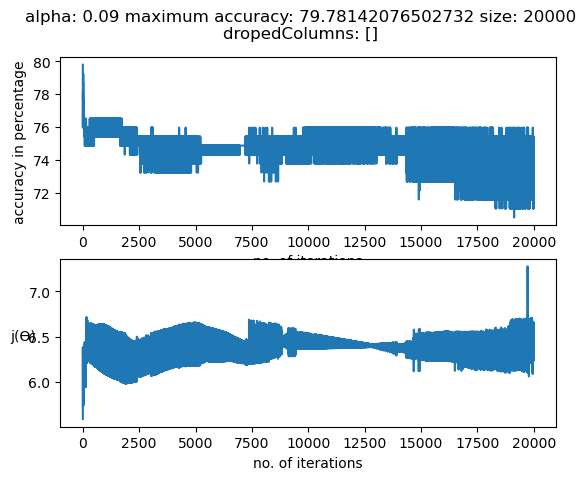 alpha: 0.09 maximum accuracy: 79.78142076502732 size: 20000
dropedColumns: []
accuracy in percentage
80
78
76
74
72
0 2500 5000 7500 10000 12500 15000 17500 20000
no. of iterations
j(Θ)
7.0
6.5
6.0
0 2500 5000 7500 10000 12500 15000 17500 20000
no. of iterations